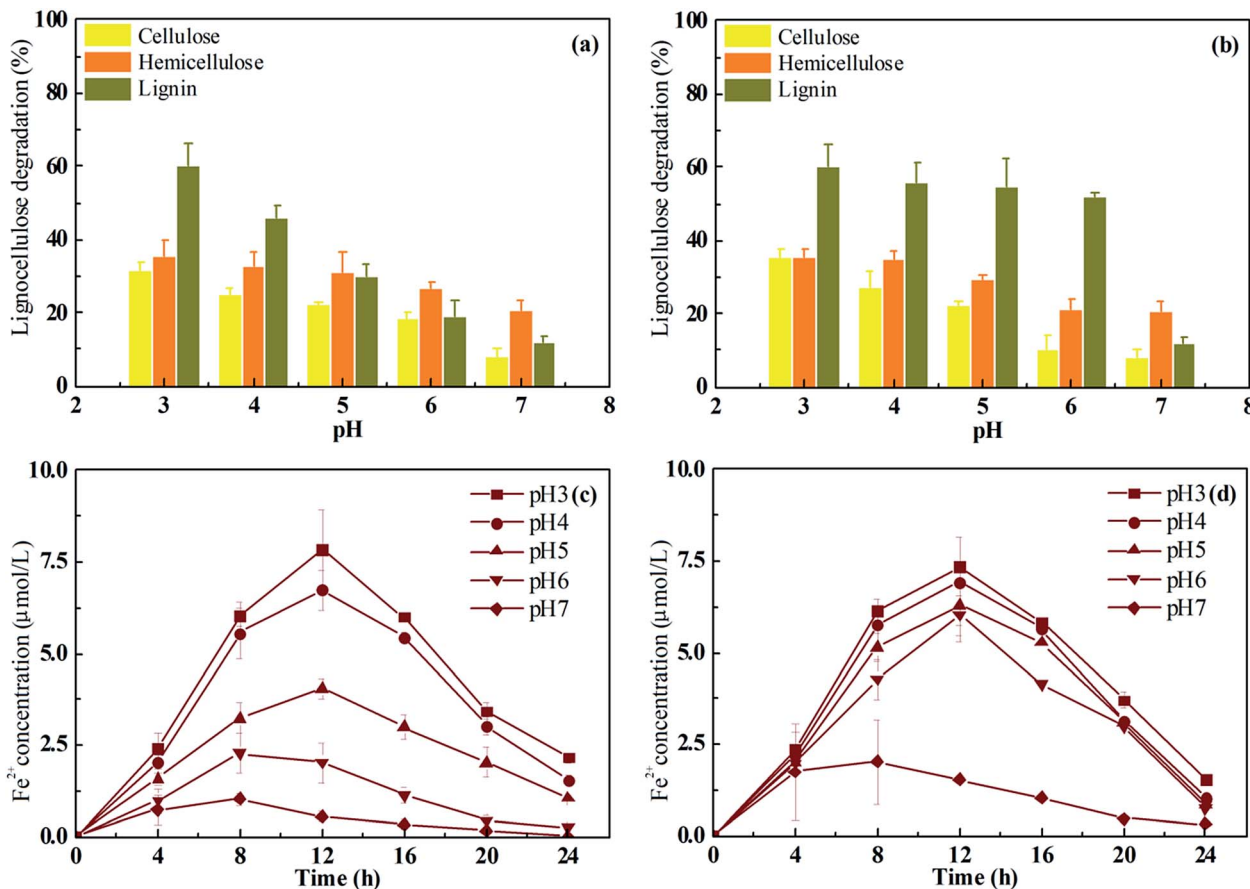 100
80
60
40
20
0
Lignocellulose degradation (%)
Cellulose
Hemicellulose
Lignin
(a)
2 3 4 5 6 7 8
pH
100
80
60
40
20
0
Lignocellulose degradation (%)
Cellulose
Hemicellulose
Lignin
(b)
2 3 4 5 6 7 8
pH
10.0
7.5
5.0
2.5
0.0
Fe²⁺ concentration (µmol/L)
pH3 (c)
pH4
pH5
pH6
pH7
0 4 8 12 16 20 24
Time (h)
10.0
7.5
5.0
2.5
0.0
Fe²⁺ concentration (µmol/L)
pH3 (d)
pH4
pH5
pH6
pH7
0 4 8 12 16 20 24
Time (h)